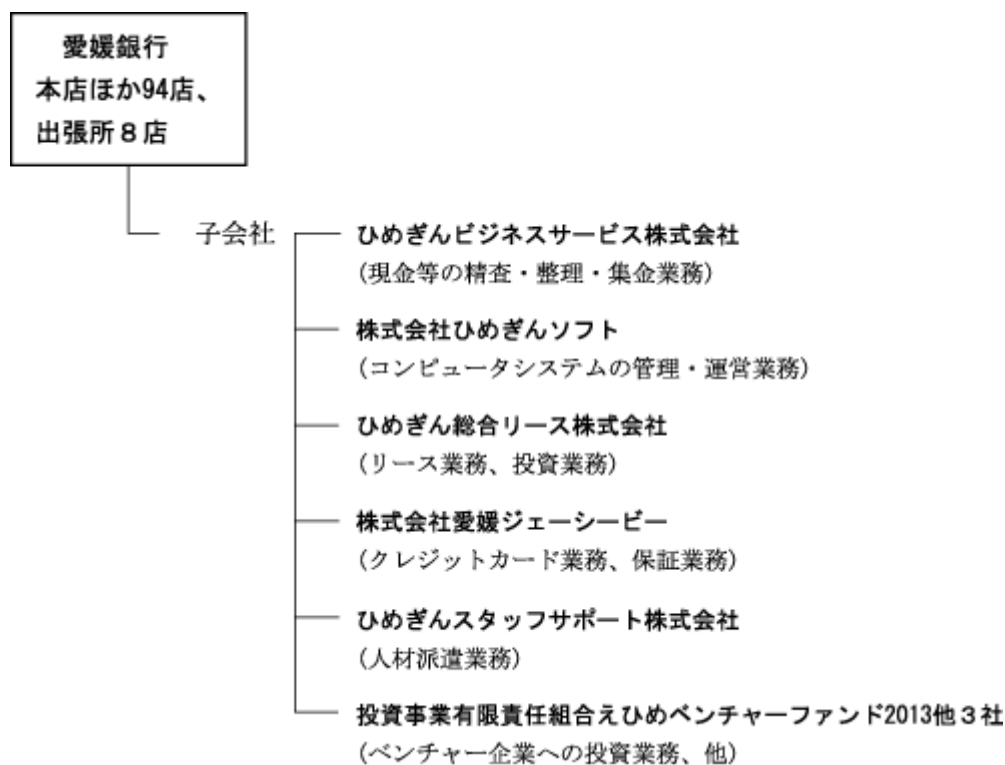 愛媛銀行
本店ほか94店、
出張所８店
子会社
ひめぎんビジネスサービス株式会社
(現金等の精査・整理・集金業務)
株式会社ひめぎんソフト
(コンピュータシステムの管理・運営業務)
ひめぎん総合リース株式会社
(リース業務、投資業務)
株式会社愛媛ジェーシービー
(クレジットカード業務、保証業務)
ひめぎんスタッフサポート株式会社
(人材派遣業務)
投資事業有限責任組合えひめベンチャーファンド2013他３社
(ベンチャー企業への投資業務、他)